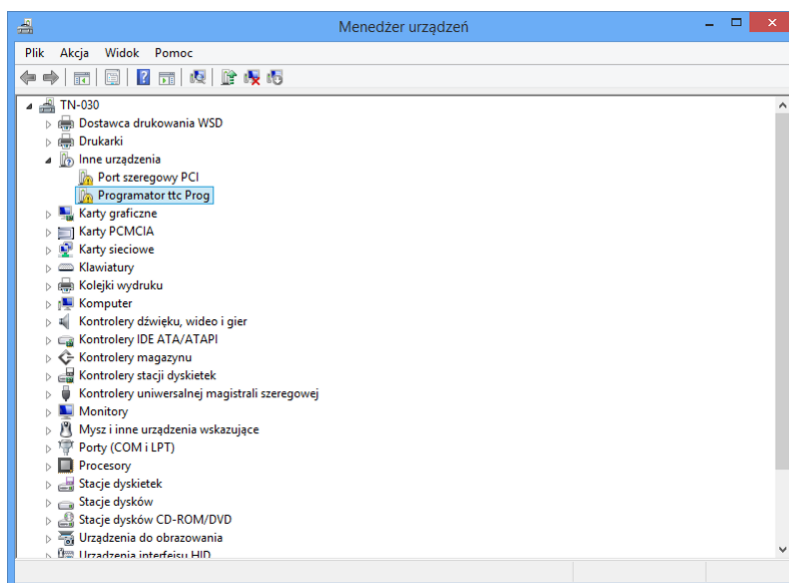 Menedżer urządzeń
Plik Akcja Widok Pomoc
TN-030
Dostawca drukowania WSD
Drukarki
Inne urządzenia
Port szeregowy PCI
Programator ttc Prog
Karty graficzne
Karty PCMCIA
Karty sieciowe
Klawiatury
Kolejki wydruku
Komputer
Kontrolery dźwięku, wideo i gier
Kontrolery IDE ATA/ATAPI
Kontrolery magazynu
Kontrolery stacji dyskietek
Kontrolery uniwersalnej magistrali szeregowej
Monitory
Mysz i inne urządzenia wskazujące
Porty (COM i LPT)
Procesory
Stacje dyskietek
Stacje dysków
Stacje dysków CD-ROM/DVD
Urządzenia do obrazowania
Urządzenia interfejsu HID